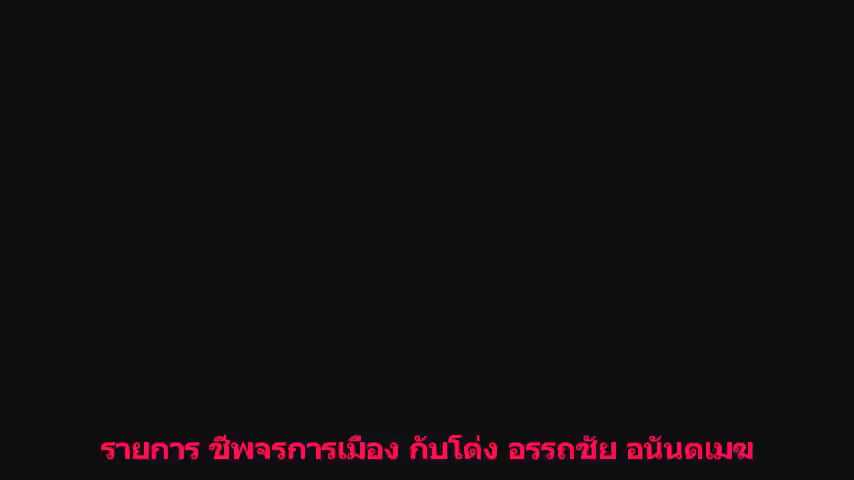 รายการ ชีพจรการเมือง กับโด่ง อรรถชัย อนันตเมฆ